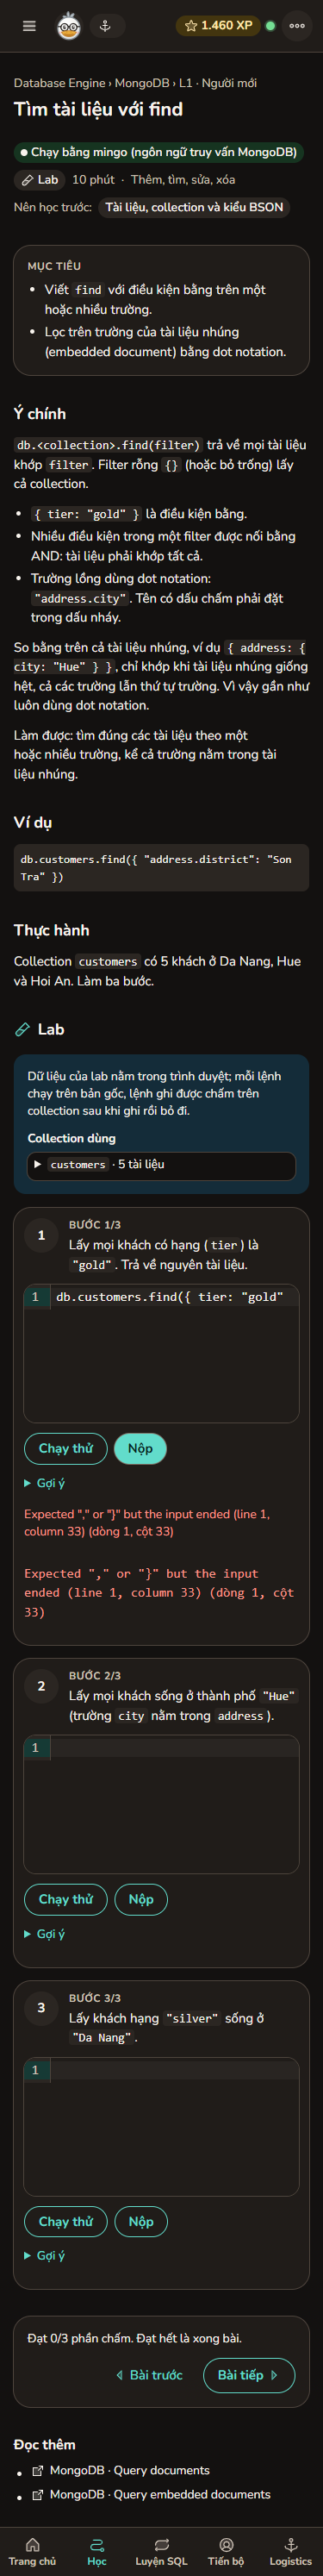 1.460 XP
Database Engine › MongoDB › L1 · Người mới
Tìm tài liệu với find
Chạy bằng mingo (ngôn ngữ truy vấn MongoDB)
Lab 10 phút · Thêm, tìm, sửa, xóa
Nên học trước: Tài liệu, collection và kiểu BSON
MỤC TIÊU
• Viết find với điều kiện bằng trên một
hoặc nhiều trường.
• Lọc trên trường của tài liệu nhúng
(embedded document) bằng dot notation.
Ý chính
db.<collection>.find(filter) trả về mọi tài liệu
khớp filter. Filter rỗng {} (hoặc bỏ trống) lấy
cả collection.
• { tier: "gold" } là điều kiện bằng.
• Nhiều điều kiện trong một filter được nối bằng
AND: tài liệu phải khớp tất cả.
• Trường lồng dùng dot notation:
"address.city". Tên có dấu chấm phải đặt
trong dấu nháy.
So bằng trên cả tài liệu nhúng, ví dụ { address: {
city: "Hue" } }, chỉ khớp khi tài liệu nhúng giống
hệt, cả các trường lẫn thứ tự trường. Vì vậy gần như
luôn dùng dot notation.
Làm được: tìm đúng các tài liệu theo một
hoặc nhiều trường, kể cả trường nằm trong tài
liệu nhúng.
Ví dụ
db.customers.find({ "address.district": "Son
Tra" })
Thực hành
Collection customers có 5 khách ở Da Nang, Hue
và Hoi An. Làm ba bước.
Lab
Dữ liệu của lab nằm trong trình duyệt; mỗi lệnh
chạy trên bản gốc, lệnh ghi được chấm trên
collection sau khi ghi rồi bỏ đi.
Collection dùng
customers · 5 tài liệu
1 BƯỚC 1/3
Lấy mọi khách có hạng (tier) là
"gold". Trả về nguyên tài liệu.
1 db.customers.find({ tier: "gold"
Chạy thử Nộp
Gợi ý
Expected "," or "}" but the input ended (line 1,
column 33) (dòng 1, cột 33)
Expected "," or "}" but the input
ended (line 1, column 33) (dòng 1, cột
33)
2 BƯỚC 2/3
Lấy mọi khách sống ở thành phố "Hue"
(trường city nằm trong address).
1
Chạy thử Nộp
Gợi ý
3 BƯỚC 3/3
Lấy khách hạng "silver" sống ở
"Da Nang".
1
Chạy thử Nộp
Gợi ý
Đạt 0/3 phần chấm. Đạt hết là xong bài.
Bài trước Bài tiếp
Đọc thêm
• MongoDB · Query documents
• MongoDB · Query embedded documents
Trang chủ Học Luyện SQL Tiến bộ Logistics